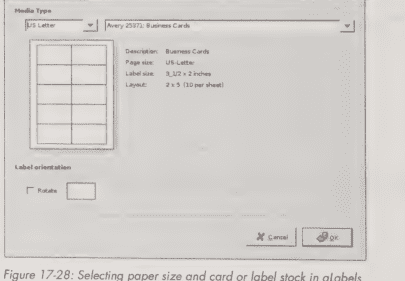 Media Type
US Letter
Avery 25371: Business Cards
Description: Business Cards
Page size: US-Letter
Label size: 3_1/2 x 2 inches
Layout: 2 x 5 (10 per sheet)
Label orientation
Rotate
Cancel
OK
Figure 17-28: Selecting paper size and card or label stock in gLabels